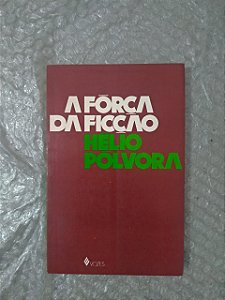 A FÔRÇA
DA FICÇÃO
HÉLIO
PÓLVORA
VOZES